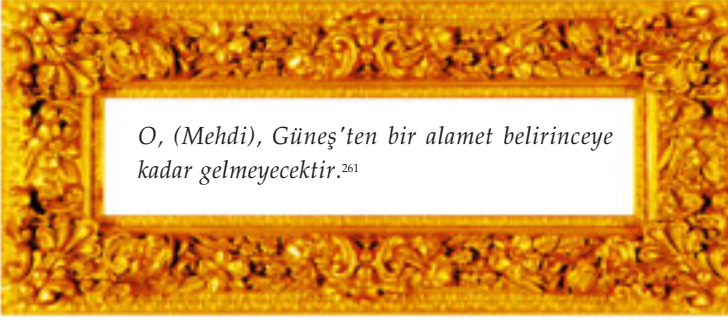 O, (Mehdi), Güneş'ten bir alamet belirinceye
kadar gelmeyecektir.261